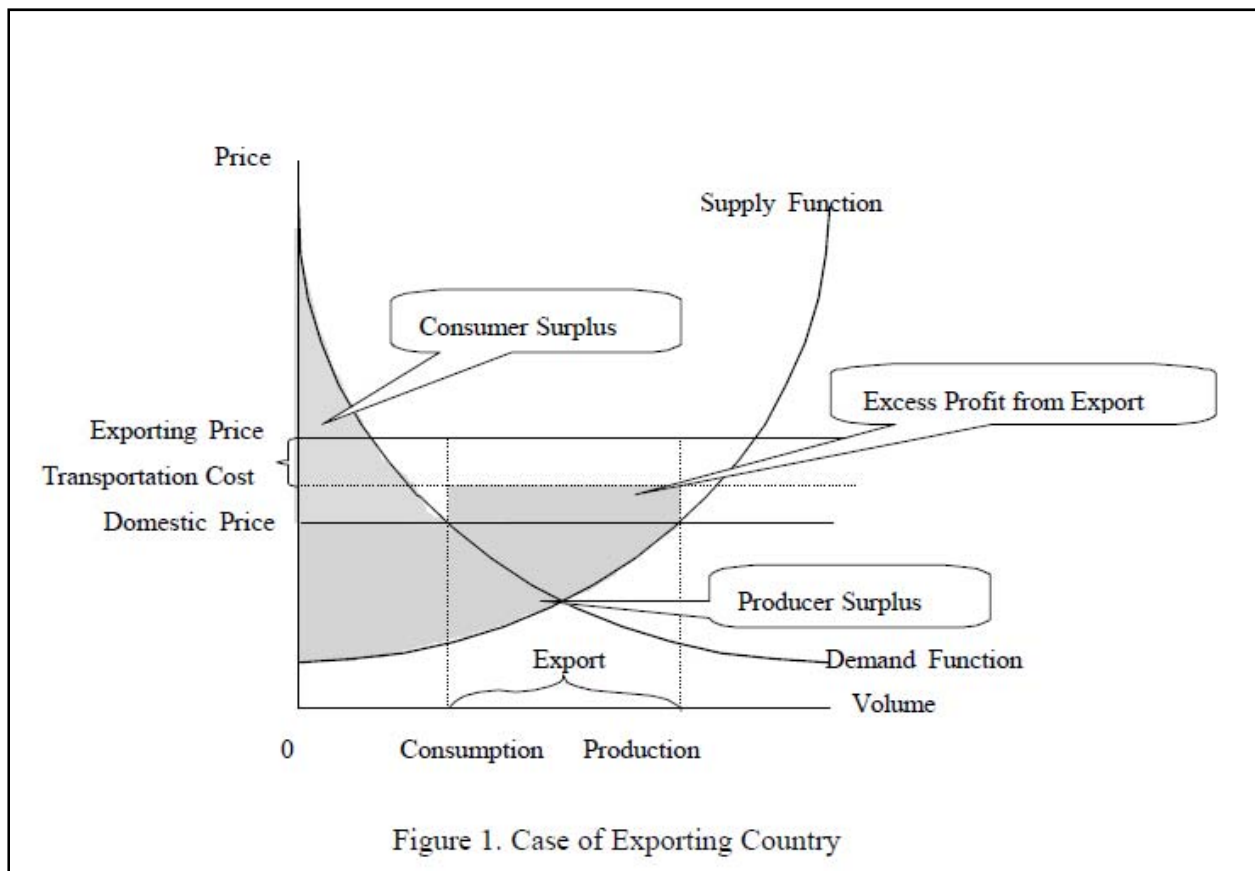 Price
Supply Function
Consumer Surplus
Excess Profit from Export
Exporting Price
Transportation Cost
Domestic Price
Producer Surplus
Export
Demand Function
Volume
0
Consumption
Production
Figure 1. Case of Exporting Country